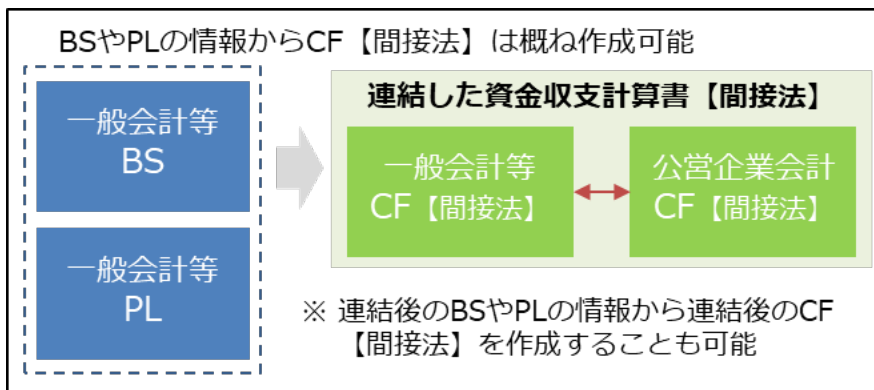 BSやPLの情報からCF【間接法】は概ね作成可能
一般会計等
BS
一般会計等
PL
連結した資金収支計算書【間接法】
一般会計等
CF【間接法】
公営企業会計
CF【間接法】
※ 連結後のBSやPLの情報から連結後のCF
【間接法】を作成することも可能